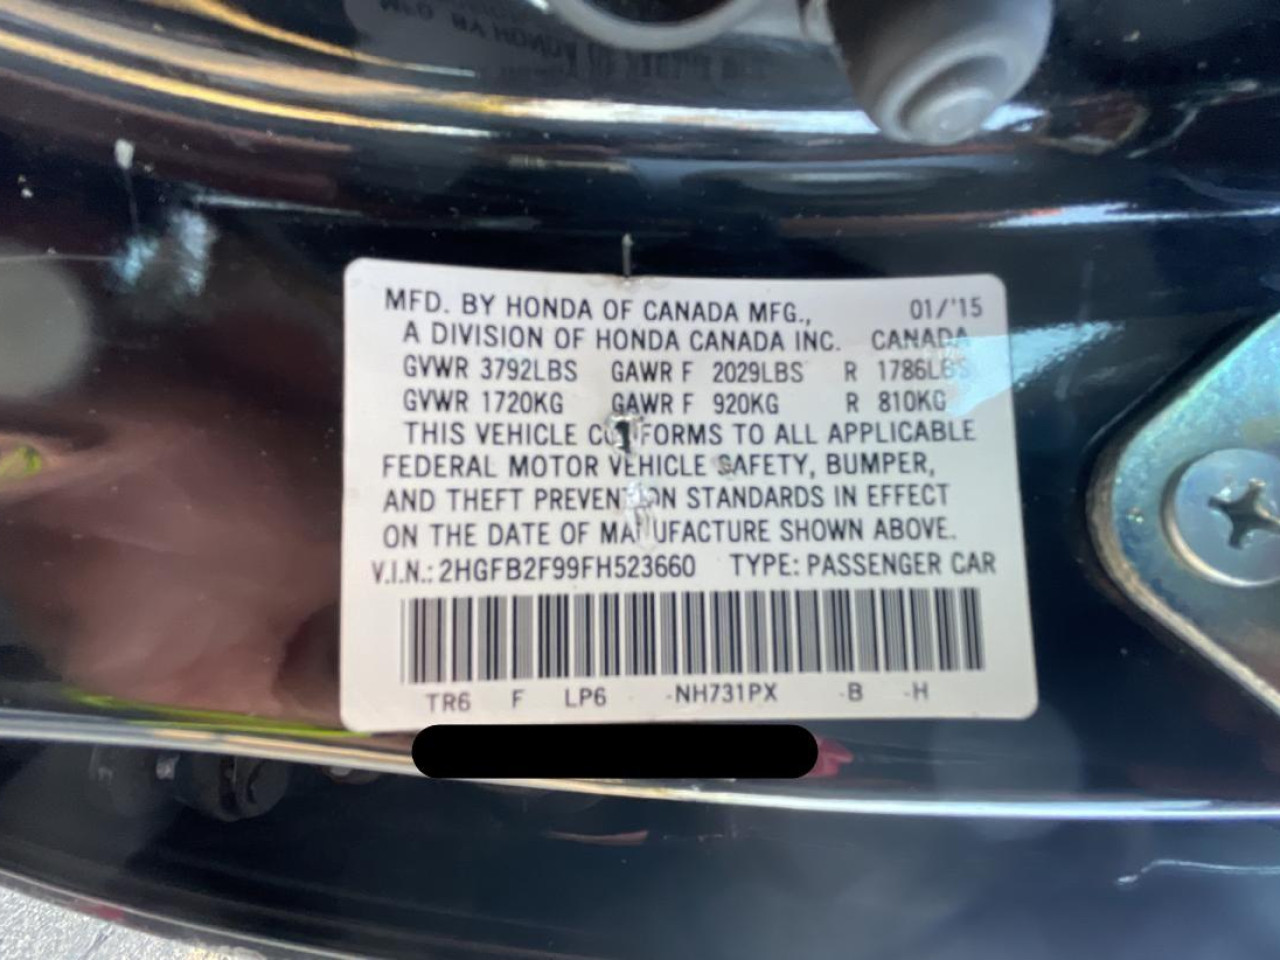 MFD. BY HONDA OF CANADA MFG., 01/'15
A DIVISION OF HONDA CANADA INC. CANADA
GVWR 3792LBS GAWR F 2029LBS R 1786LBS
GVWR 1720KG GAWR F 920KG R 810KG
THIS VEHICLE CONFORMS TO ALL APPLICABLE
FEDERAL MOTOR VEHICLE SAFETY, BUMPER,
AND THEFT PREVENTION STANDARDS IN EFFECT
ON THE DATE OF MANUFACTURE SHOWN ABOVE.
V.I.N.: 2HGFB2F99FH523660 TYPE: PASSENGER CAR
TR6 F LP6 -NH731PX -B -H